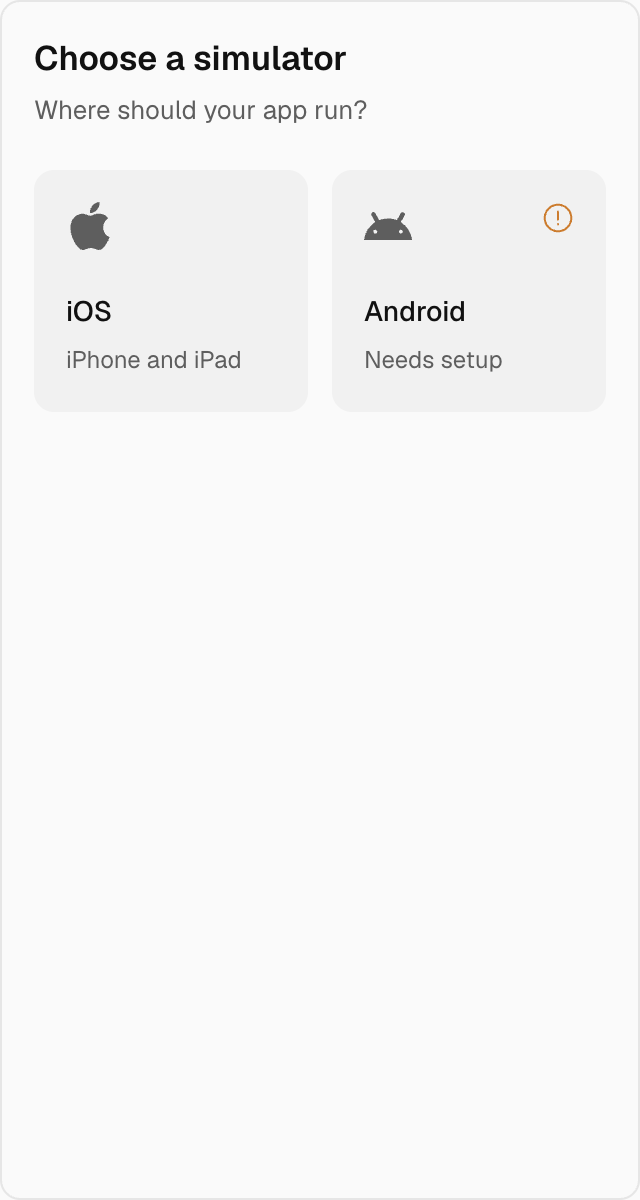 Choose a simulator
Where should your app run?
iOS
iPhone and iPad
Android
Needs setup